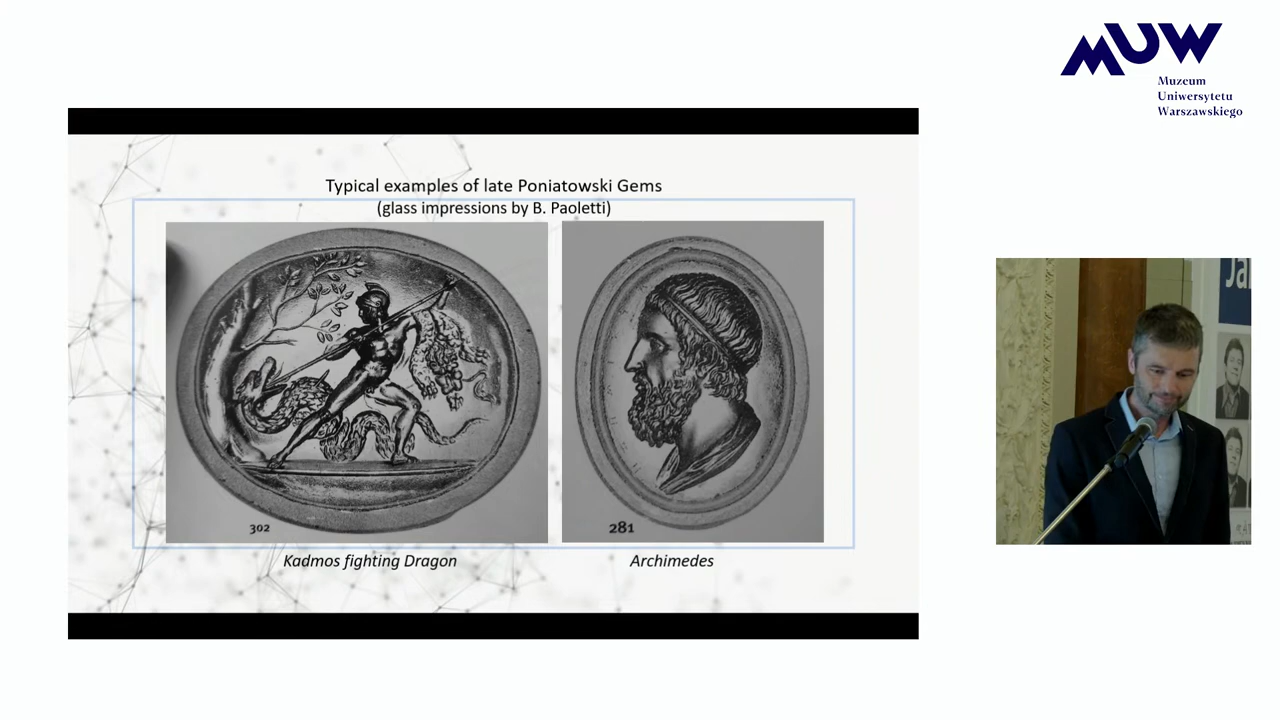 MUW
Muzeum
Uniwersytetu
Warszawskiego
Typical examples of late Poniatowski Gems
(glass impressions by B. Paoletti)
302
281
Kadmos fighting Dragon
Archimedes